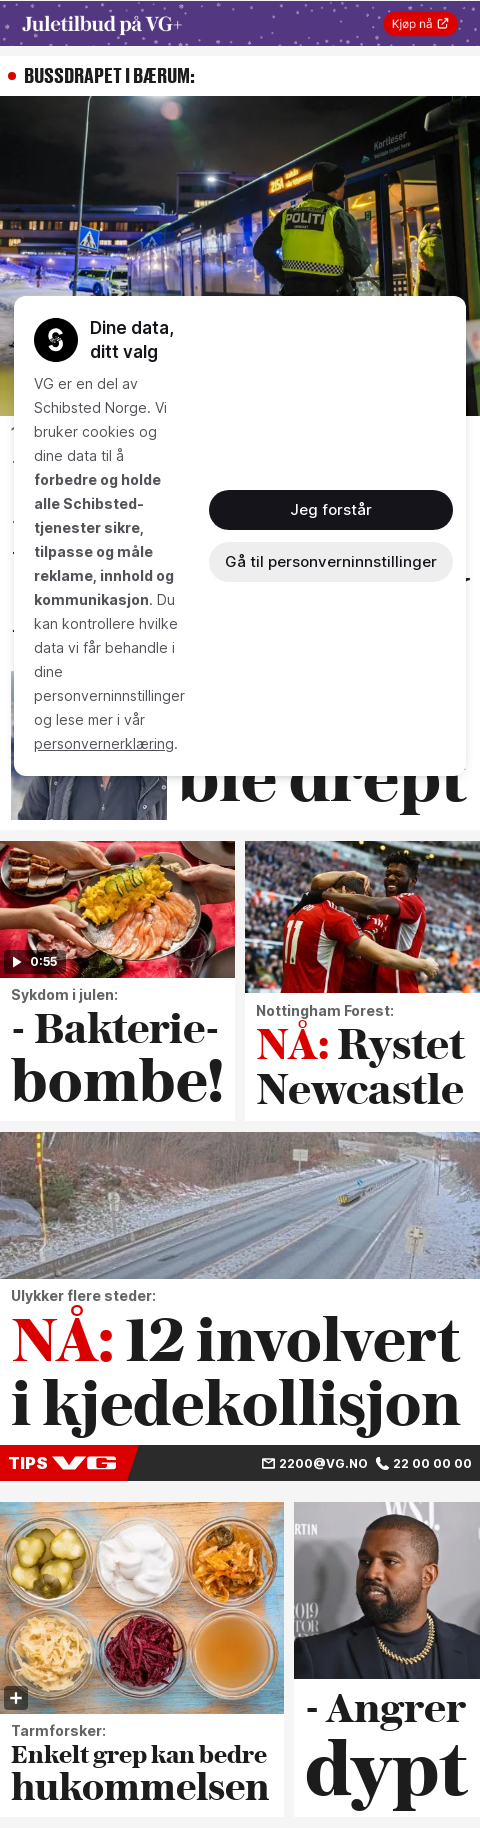 Juletilbud på VG+
Kjøp nå
BUSSDRAPET I BÆRUM:
Kortleser
215A
POLITI
Dine data,
ditt valg
VG er en del av
Schibsted Norge. Vi
bruker cookies og
dine data til å
forbedre og holde
alle Schibsted-
tjenester sikre,
tilpasse og måle
reklame, innhold og
kommunikasjon. Du
kan kontrollere hvilke
data vi får behandle i
dine
personverninnstillinger
og lese mer i vår
personvernerklæring.
Jeg forstår
Gå til personverninnstillinger
ble drept
0:55
Sykdom i julen:
- Bakterie-
bombe!
11
Nottingham Forest:
NÅ: Rystet
Newcastle
Ulykker flere steder:
NÅ: 12 involvert
i kjedekollisjon
TIPS VG
2200@VG.NO 22 00 00 00
Tarmforsker:
Enkelt grep kan bedre
hukommelsen
WSJ.
2019
- Angrer
dypt